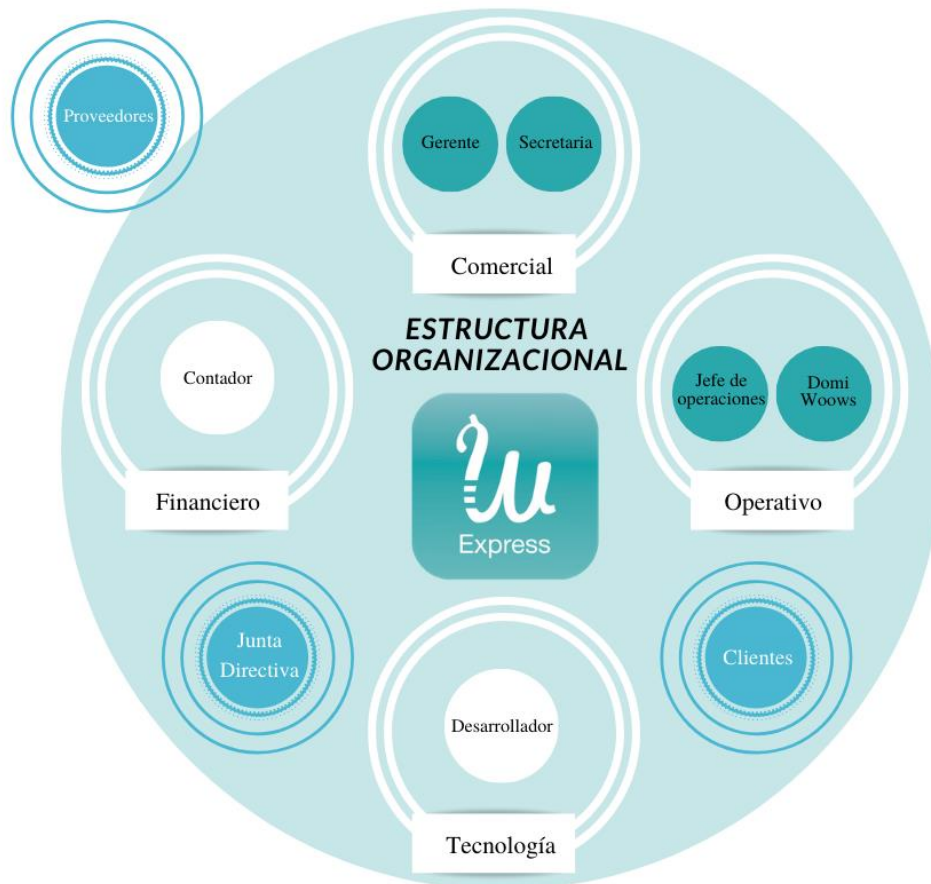 Proveedores
Gerente
Secretaria
Comercial
ESTRUCTURA
ORGANIZACIONAL
Contador
Financiero
Jefe de
operaciones
Domi
Woows
Operativo
Express
Junta
Directiva
Clientes
Desarrollador
Tecnología